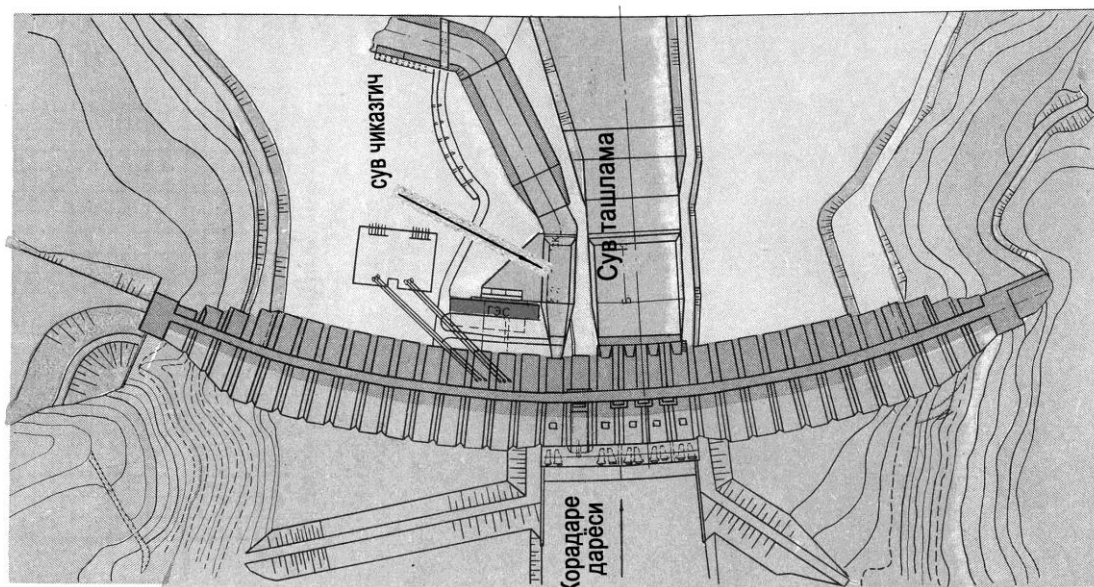 сув чиказгич
Сув ташлама
ГЭС
Корадаре
дарёси